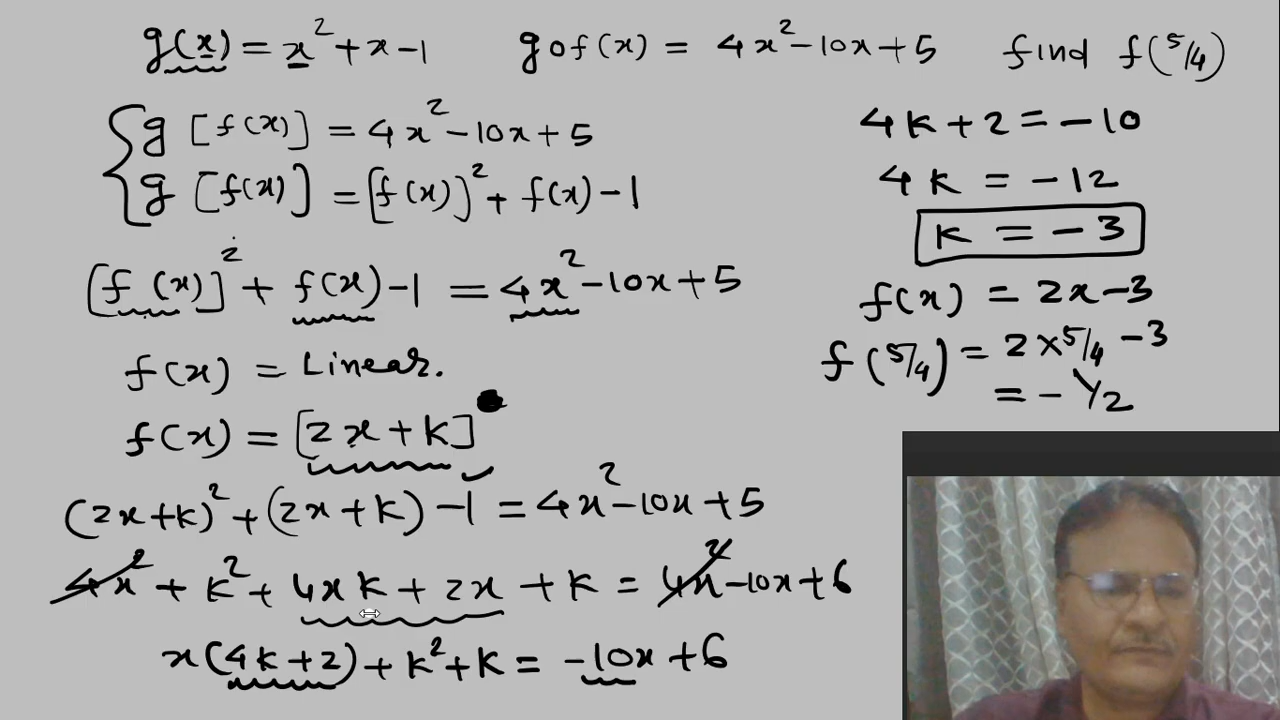 g(x) = x² + x - 1    gof(x) = 4x² - 10x + 5    find f(5/4)
g[f(x)] = 4x² - 10x + 5
g[f(x)] = [f(x)]² + f(x) - 1
[f(x)]² + f(x) - 1 = 4x² - 10x + 5
f(x) = Linear.
f(x) = [2x + k]
(2x+k)² + (2x+k) - 1 = 4x² - 10x + 5
4x² + k² + 4xk + 2x + k = 4x² - 10x + 6
x(4k+2) + k² + k = -10x + 6
4k + 2 = -10
4k = -12
k = -3
f(x) = 2x - 3
f(5/4) = 2 × 5/4 - 3
= - 1/2